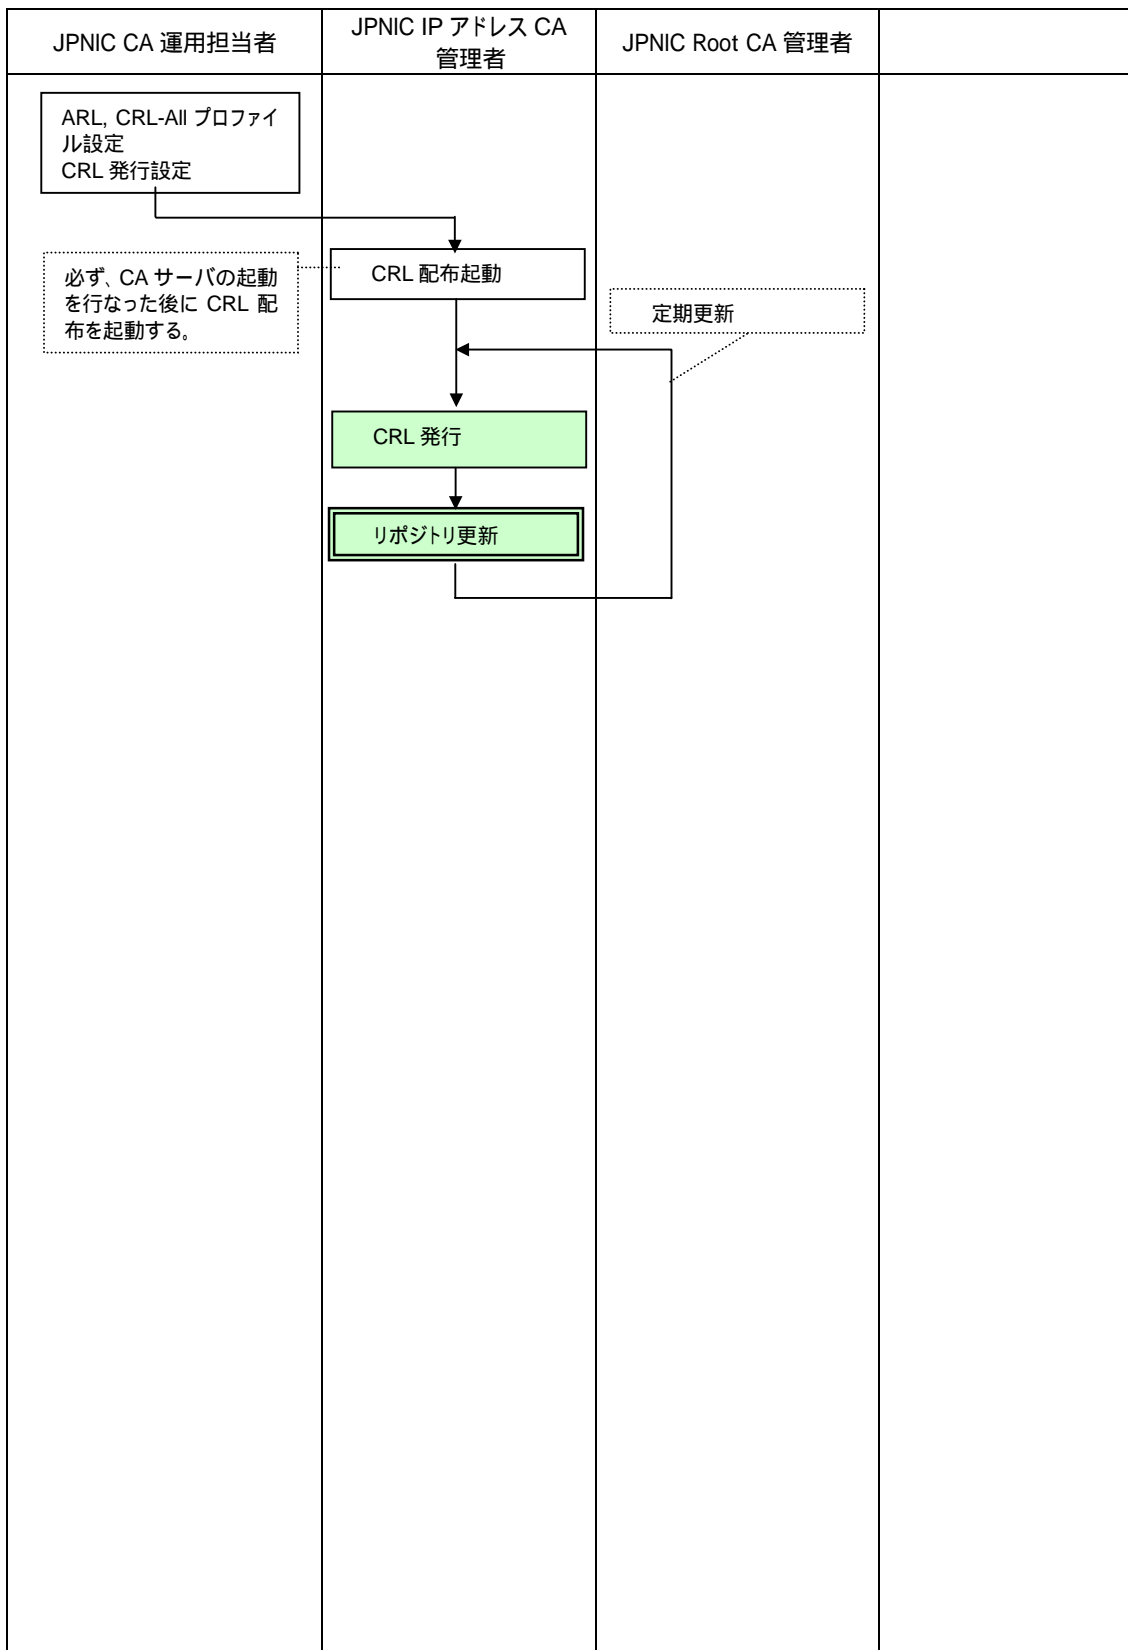 JPNIC CA 運用担当者
JPNIC IP アドレス CA
管理者
JPNIC Root CA 管理者
ARL, CRL-All プロファイ
ル設定
CRL 発行設定
必ず、CA サーバの起動
を行なった後に CRL 配
布を起動する。
CRL 配布起動
定期更新
CRL 発行
リポジトリ更新